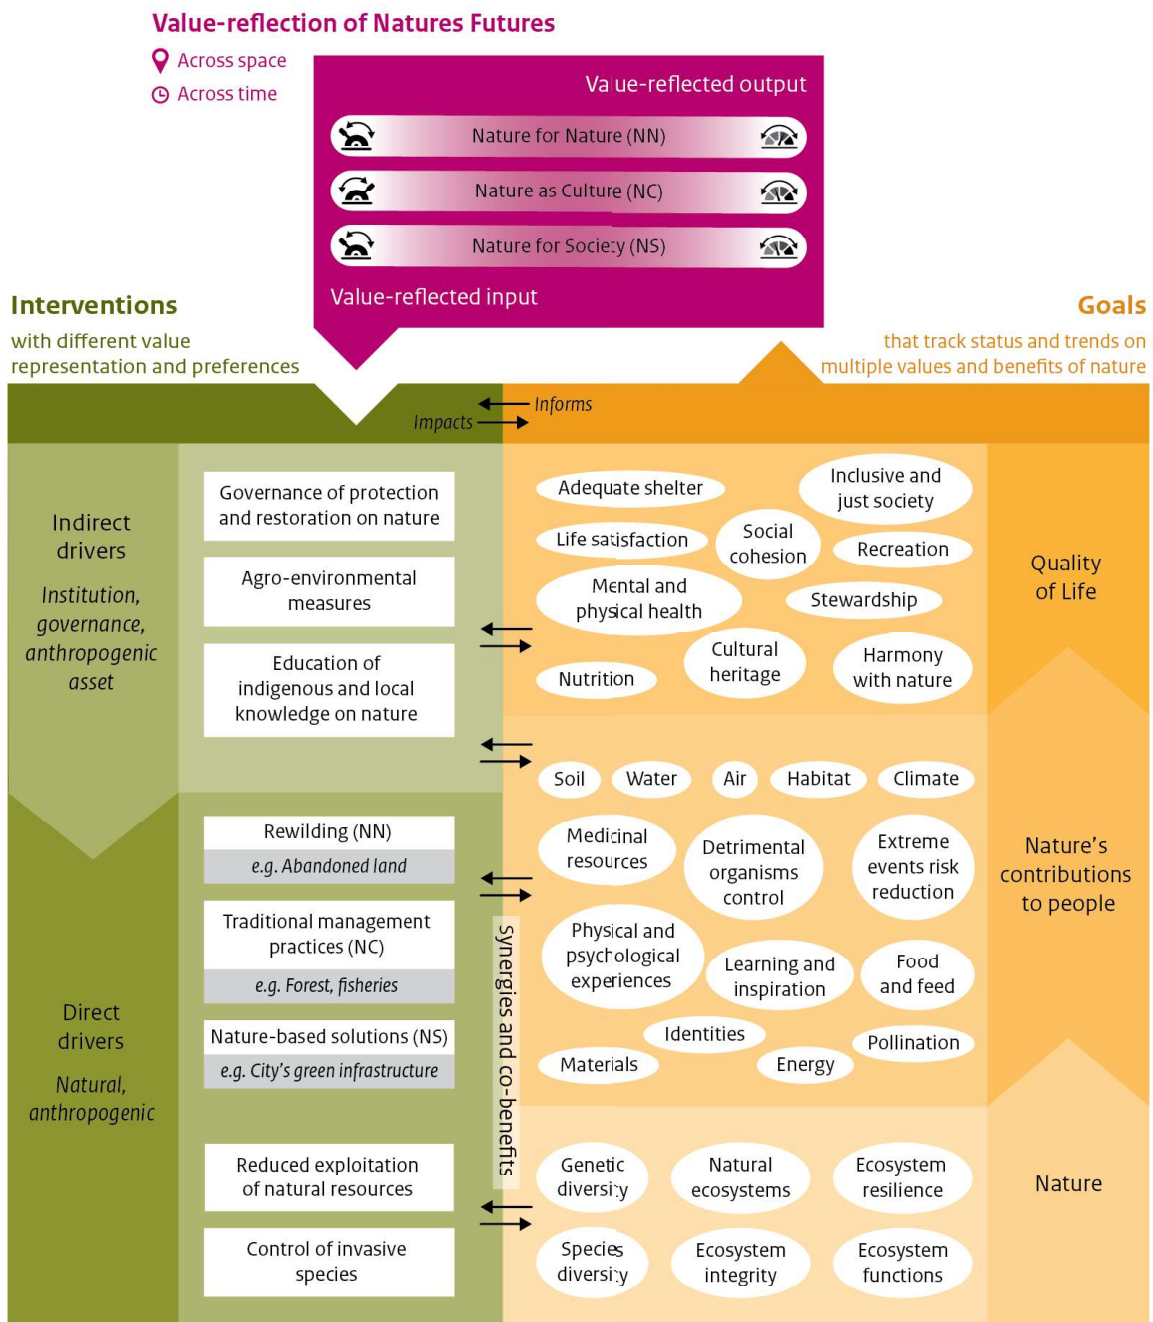 Value-reflection of Natures Futures
Across space
Across time
Value-reflected output
Nature for Nature (NN)
Nature as Culture (NC)
Nature for Society (NS)
Value-reflected input
Interventions
with different value
representation and preferences
Goals
that track status and trends on
multiple values and benefits of nature
Informs
Impacts
Indirect
drivers
Institution,
governance,
anthropogenic
asset
Governance of protection
and restoration on nature
Agro-environmental
measures
Education of
indigenous and local
knowledge on nature
Adequate shelter
Inclusive and
just society
Life satisfaction
Social
cohesion
Recreation
Mental and
physical health
Stewardship
Cultural
heritage
Harmony
with nature
Nutrition
Quality
of Life
Direct
drivers
Natural,
anthropogenic
Rewilding (NN)
e.g. Abandoned land
Traditional management
practices (NC)
e.g. Forest, fisheries
Nature-based solutions (NS)
e.g. City's green infrastructure
Reduced exploitation
of natural resources
Control of invasive
species
synergies and co-benefits
Soil
Water
Air
Habitat
Climate
Medicinal
resources
Detrimental
organisms
control
Extreme
events risk
reduction
Physical and
psychological
experiences
Learning and
inspiration
Food
and feed
Identities
Pollination
Materials
Energy
Nature's
contributions
to people
Genetic
diversity
Natural
ecosystems
Ecosystem
resilience
Species
diversity
Ecosystem
integrity
Ecosystem
functions
Nature